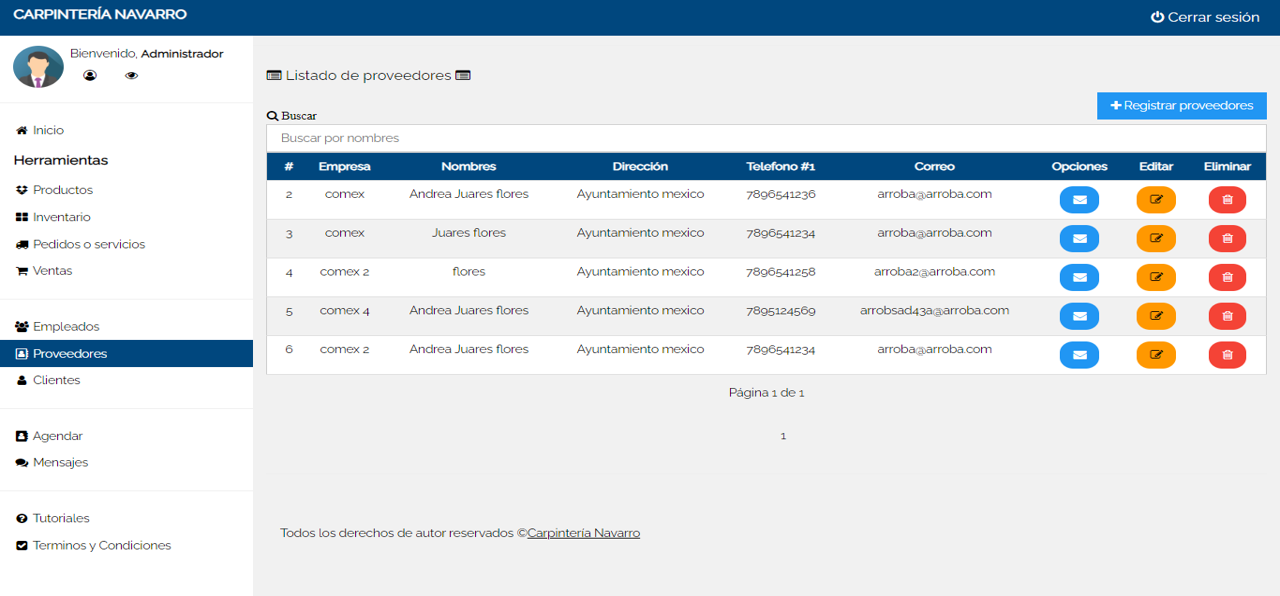 CARPINTERÍA NAVARRO
Cerrar sesión
Bienvenido, Administrador
Inicio
Herramientas
Productos
Inventario
Pedidos o servicios
Ventas
Empleados
Proveedores
Clientes
Agendar
Mensajes
Tutoriales
Terminos y Condiciones
Listado de proveedores
Registrar proveedores
Buscar
Buscar por nombres
# Empresa Nombres Dirección Telefono #1 Correo Opciones Editar Eliminar
2 comex Andrea Juares flores Ayuntamiento mexico 7896541236 arroba@arroba.com
3 comex Juares flores Ayuntamiento mexico 7896541234 arroba@arroba.com
4 comex 2 flores Ayuntamiento mexico 7896541258 arroba2@arroba.com
5 comex 4 Andrea Juares flores Ayuntamiento mexico 7895124569 arrobsad43a@arroba.com
6 comex 2 Andrea Juares flores Ayuntamiento mexico 7896541234 arroba@arroba.com
Página 1 de 1
1
Todos los derechos de autor reservados ©Carpintería Navarro